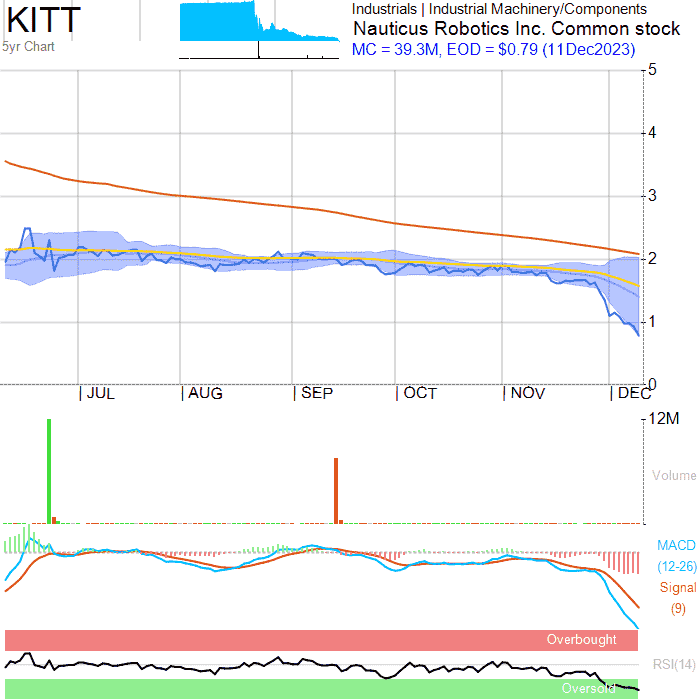 KITT
5yr Chart
Industrials | Industrial Machinery/Components
Nauticus Robotics Inc. Common stock
MC = 39.3M, EOD = $0.79 (11Dec2023)
5
4
3
2
1
0
| JUL | AUG | SEP | OCT | NOV | DEC
12M
Volume
MACD
(12-26)
Signal
(9)
Overbought
RSI(14)
Oversold